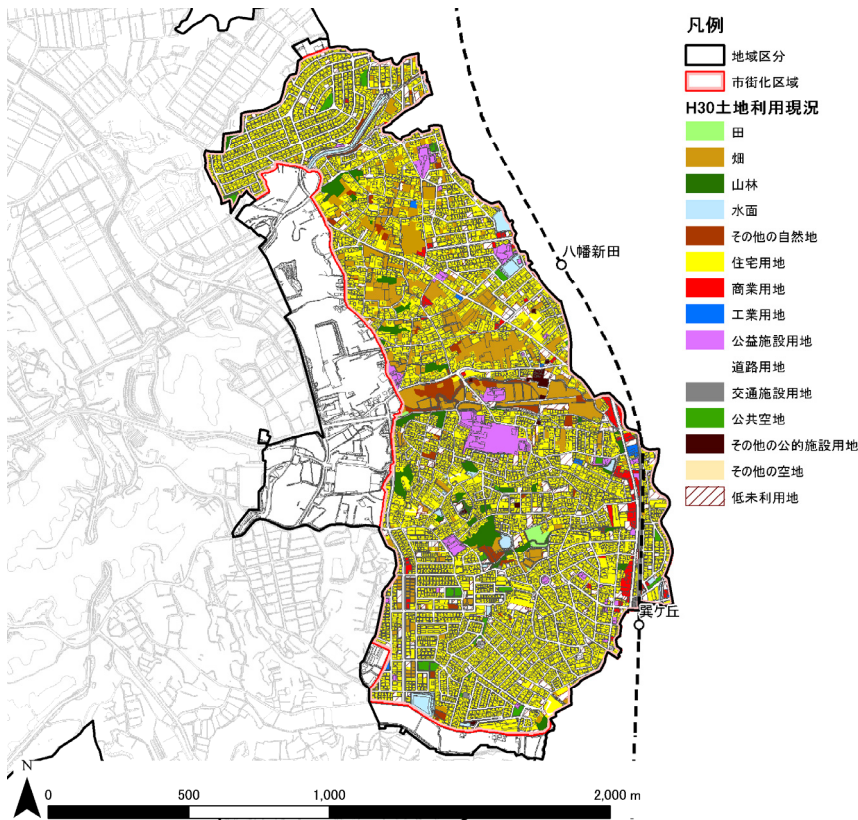 凡例
地域区分
市街化区域
H30土地利用現況
田
畑
山林
水面
その他の自然地
住宅用地
商業用地
工業用地
公益施設用地
道路用地
交通施設用地
公共空地
その他の公的施設用地
その他の空地
低未利用地
八幡新田
巽ケ丘
N
0 500 1,000 2,000 m